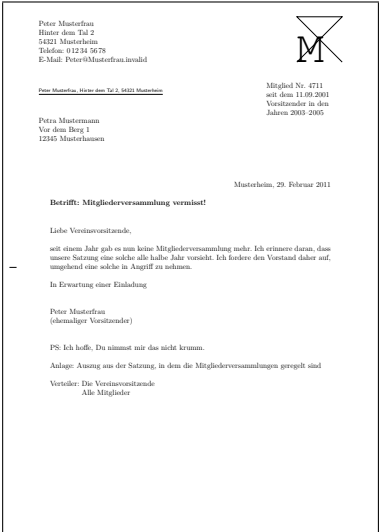 Peter Musterfrau
Hinter dem Tal 2
54321 Musterheim
Telefon: 0 12 34 56 78
E-Mail: Peter@Musterfrau.invalid
M
Peter Musterfrau, Hinter dem Tal 2, 54321 Musterheim
Mitglied Nr. 4711
seit dem 11.09.2001
Vorsitzender in den
Jahren 2003–2005
Petra Mustermann
Vor dem Berg 1
12345 Musterhausen
Musterheim, 29. Februar 2011
Betrifft: Mitgliederversammlung vermisst!
Liebe Vereinsvorsitzende,
seit einem Jahr gab es nun keine Mitgliederversammlung mehr. Ich erinnere daran, dass
unsere Satzung eine solche alle halbe Jahr vorsieht. Ich fordere den Vorstand daher auf,
umgehend eine solche in Angriff zu nehmen.
In Erwartung einer Einladung
Peter Musterfrau
(ehemaliger Vorsitzender)
PS: Ich hoffe, Du nimmst mir das nicht krumm.
Anlage: Auszug aus der Satzung, in dem die Mitgliederversammlungen geregelt sind
Verteiler: Die Vereinsvorsitzende
Alle Mitglieder